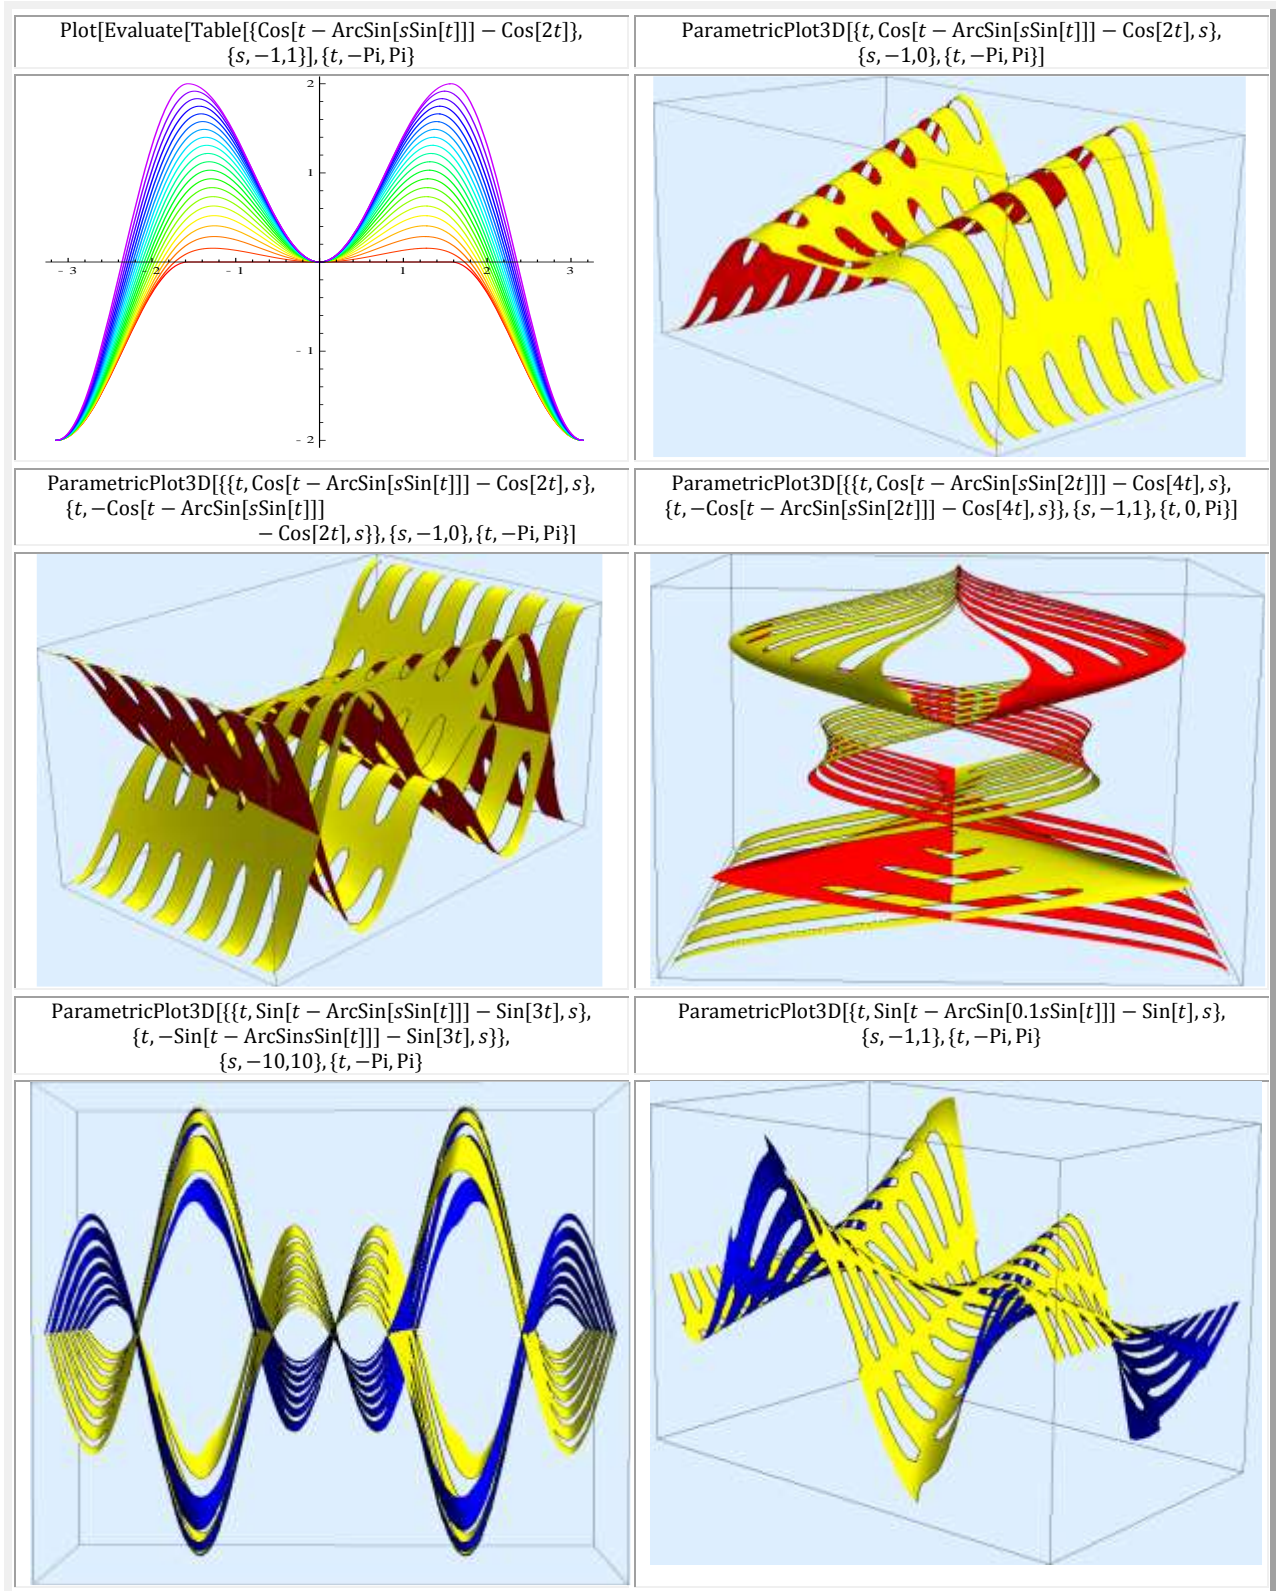 Plot[Evaluate[Table[{Cos[t − ArcSin[sSin[t]]] − Cos[2t]},
{s, −1,1}], {t, −Pi, Pi}
ParametricPlot3D[{t, Cos[t − ArcSin[sSin[t]]] − Cos[2t], s},
{s, −1,0}, {t, −Pi, Pi}]
2
1
- 3
- 2
- 1
1
2
3
- 1
- 2
ParametricPlot3D[{{t, Cos[t − ArcSin[sSin[t]]] − Cos[2t], s},
{t, −Cos[t − ArcSin[sSin[t]]]
− Cos[2t], s}}, {s, −1,0}, {t, −Pi, Pi}]
ParametricPlot3D[{{t, Cos[t − ArcSin[sSin[2t]]] − Cos[4t], s},
{t, −Cos[t − ArcSin[sSin[2t]]] − Cos[4t], s}}, {s, −1,1}, {t, 0, Pi}]
ParametricPlot3D[{{t, Sin[t − ArcSin[sSin[t]]] − Sin[3t], s},
{t, −Sin[t − ArcSinsSin[t]]] − Sin[3t], s}},
{s, −10,10}, {t, −Pi, Pi}
ParametricPlot3D[{t, Sin[t − ArcSin[0.1sSin[t]]] − Sin[t], s},
{s, −1,1}, {t, −Pi, Pi}